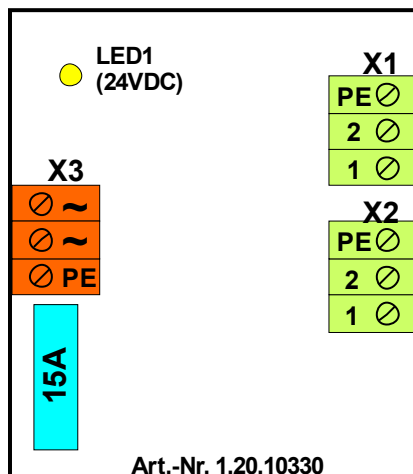 LED1
(24VDC)
X1
PE
2
1
X3
~
~
PE
X2
PE
2
1
15A
Art.-Nr. 1.20.10330